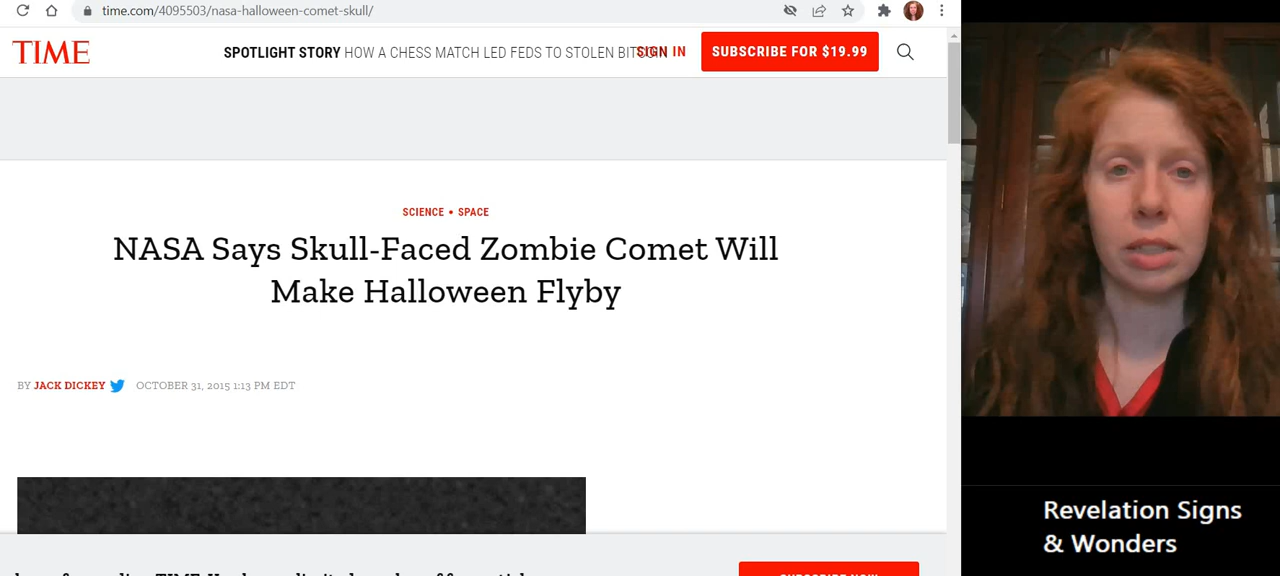 time.com/4095503/nasa-halloween-comet-skull/
TIME
SPOTLIGHT STORY HOW A CHESS MATCH LED FEDS TO STOLEN BITCOIN
SIGN IN
SUBSCRIBE FOR $19.99
SCIENCE • SPACE
NASA Says Skull-Faced Zombie Comet Will
Make Halloween Flyby
BY JACK DICKEY
OCTOBER 31, 2015 1:13 PM EDT
Revelation Signs
& Wonders